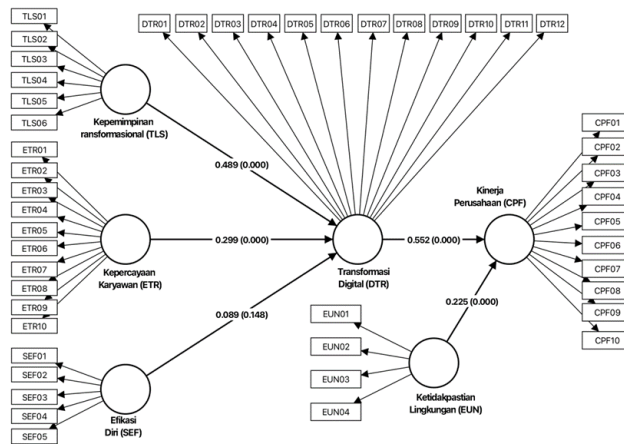 TLS01
TLS02
TLS03
TLS04
TLS05
TLS06
Kepemimpinan
ransformasional (TLS)
DTR01
DTR02
DTR03
DTR04
DTR05
DTR06
DTR07
DTR08
DTR09
DTR10
DTR11
DTR12
0.489 (0.000)
ETR01
ETR02
ETR03
ETR04
ETR05
ETR06
ETR07
ETR08
ETR09
ETR10
Kepercayaan
Karyawan (ETR)
0.299 (0.000)
Transformasi
Digital (DTR)
0.552 (0.000)
Kinerja
Perusahaan (CPF)
CPF01
CPF02
CPF03
CPF04
CPF05
CPF06
CPF07
CPF08
CPF09
CPF10
0.089 (0.148)
0.225 (0.000)
SEF01
SEF02
SEF03
SEF04
SEF05
Efikasi
Diri (SEF)
EUN01
EUN02
EUN03
EUN04
Ketidakpastian
Lingkungan (EUN)